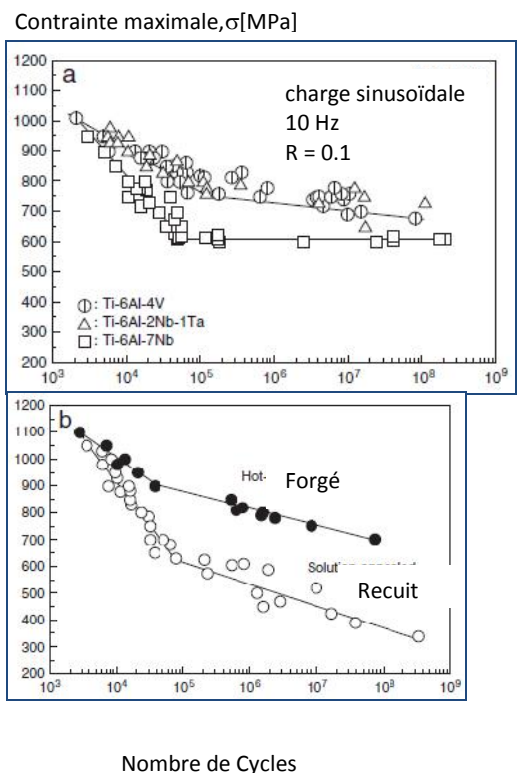 Contrainte maximale,σ[MPa]
1200
1100
1000
900
800
700
600
500
400
300
200
a
charge sinusoïdale
10 Hz
R = 0.1
: Ti-6Al-4V
: Ti-6Al-2Nb-1Ta
: Ti-6Al-7Nb
10³ 10⁴ 10⁵ 10⁶ 10⁷ 10⁸ 10⁹
1200
1100
1000
900
800
700
600
500
400
300
200
b
Hot- Forgé
Solution
Recuit
10³ 10⁴ 10⁵ 10⁶ 10⁷ 10⁸ 10⁹
Nombre de Cycles